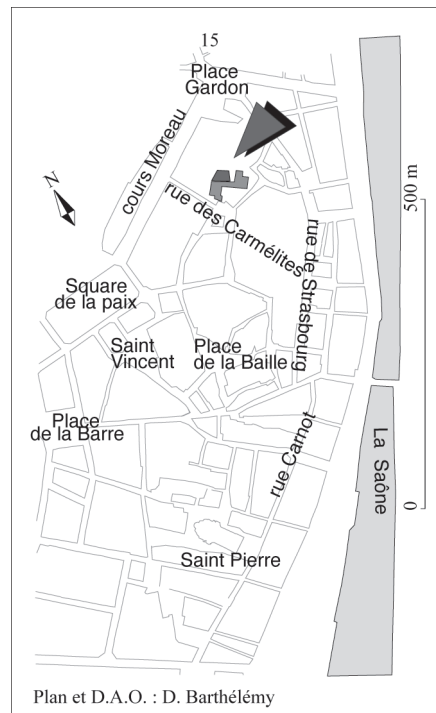 15
Place
Gardon
cours Moreau
N
rue des Carmélites
rue de Strasbourg
500 m
Square
de la paix
Saint
Vincent
Place
de la Baille
Place
de la Barre
rue Carnot
La Saône
0
Saint Pierre
Plan et D.A.O. : D. Barthélémy